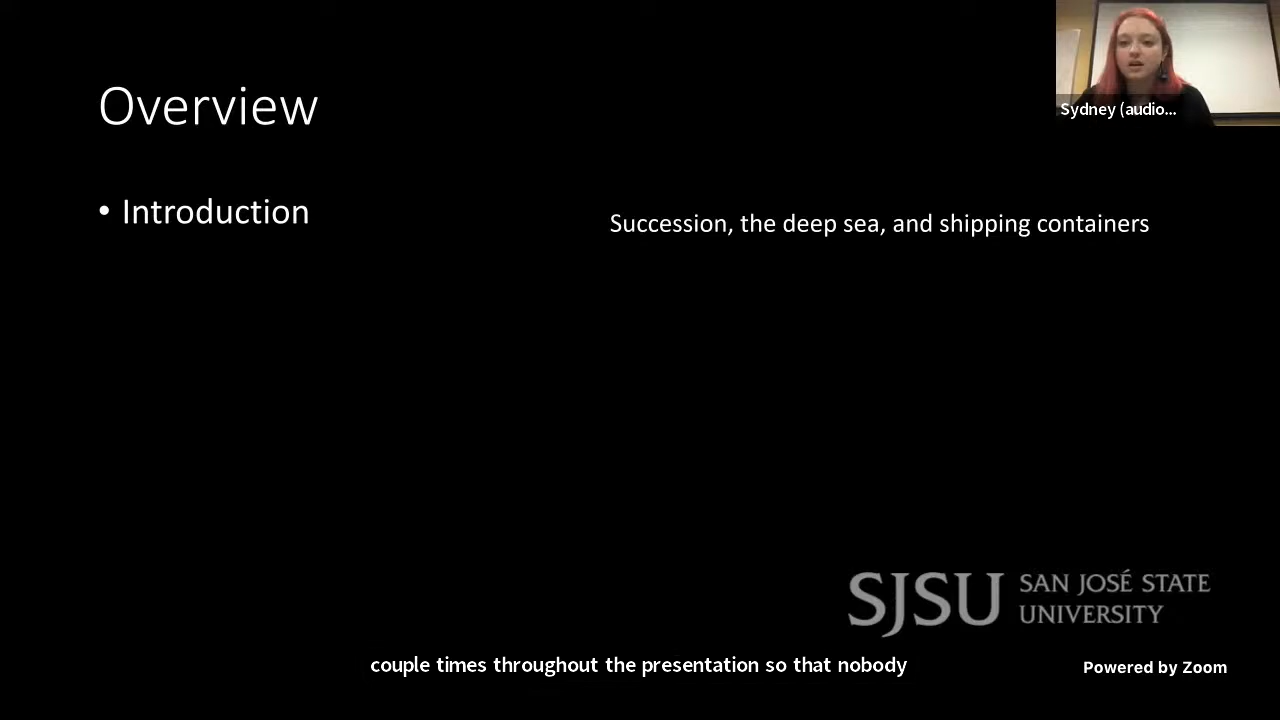 Overview
Sydney (audio...
• Introduction
Succession, the deep sea, and shipping containers
SJSU SAN JOSÉ STATE
UNIVERSITY
couple times throughout the presentation so that nobody
Powered by Zoom